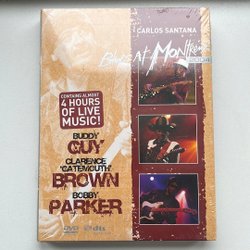 CARLOS SANTANA
Blues At Montreux
CONTAINS ALMOST
4 HOURS
OF LIVE
MUSIC!
BUDDY
GUY
CLARENCE
'GATEMOUTH'
BROWN
BOBBY
PARKER
DVD
dts